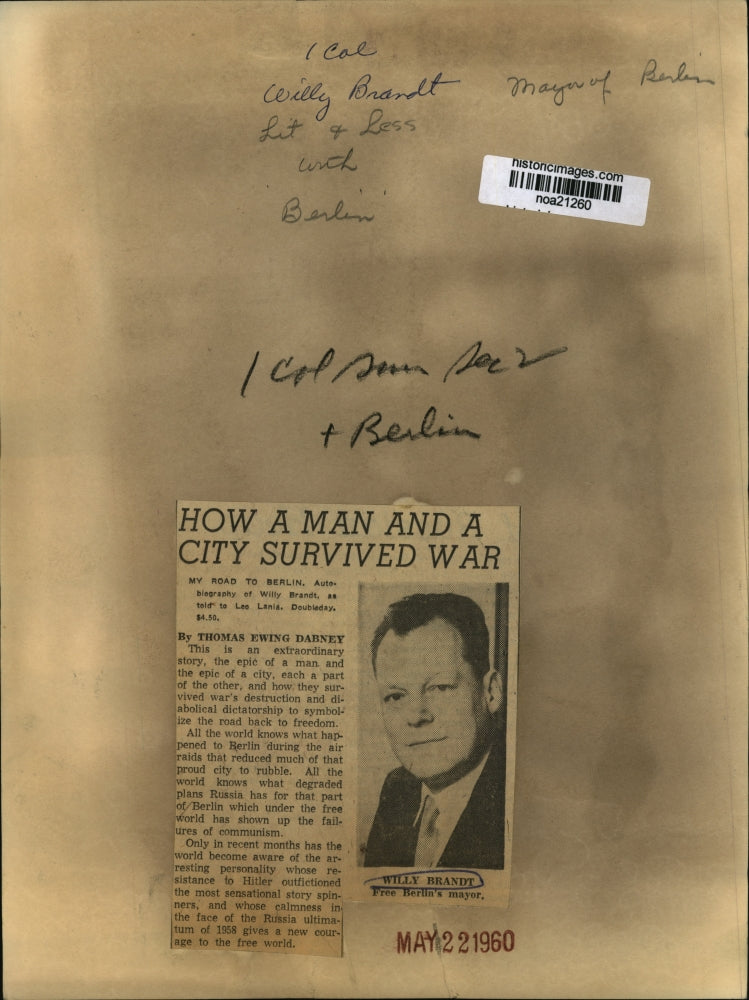 1 Col
Willy Brandt Mayor of Berlin
Lit & Less
with
Berlin
historicimages.com
noa21260
1 Col Sun Sec 2
+ Berlin
HOW A MAN AND A
CITY SURVIVED WAR
MY ROAD TO BERLIN. Auto-
biography of Willy Brandt, as
told to Leo Lania. Doubleday.
$4.50.
By THOMAS EWING DABNEY
This is an extraordinary
story, the epic of a man and
the epic of a city, each a part
of the other, and how they sur-
vived war's destruction and di-
abolical dictatorship to symbol-
ize the road back to freedom.
All the world knows what hap-
pened to Berlin during the air
raids that reduced much of that
proud city to rubble. All the
world knows what degraded
plans Russia has for that part
of Berlin which under the free
world has shown up the fail-
ures of communism.
Only in recent months has the
world become aware of the ar-
resting personality whose re-
sistance to Hitler outfictioned
the most sensational story spin-
ners, and whose calmness in
the face of the Russia ultima-
tum of 1958 gives a new cour-
age to the free world.
WILLY BRANDT
Free Berlin's mayor.
MAY 22 1960